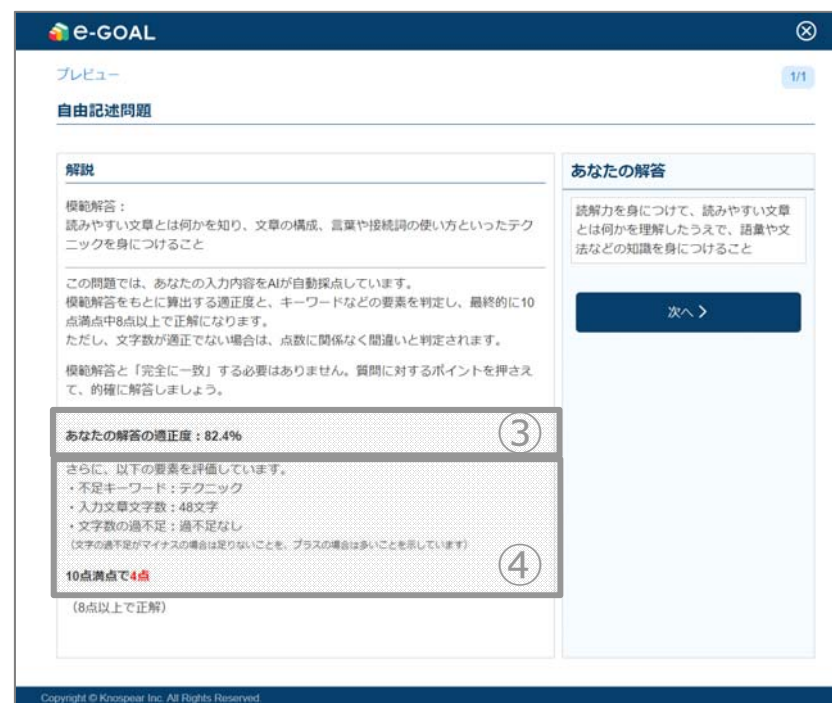 e-GOAL
プレビュー
1/1
自由記述問題
解説
模範解答：
読みやすい文章とは何かを知り、文章の構成、言葉や接続詞の使い方といったテク
ニックを身につけること
この問題では、あなたの入力内容をAIが自動採点しています。
模範解答をもとに算出する適正度と、キーワードなどの要素を判定し、最終的に10
点満点中8点以上で正解になります。
ただし、文字数が適正でない場合は、点数に関係なく間違いと判定されます。
模範解答と「完全に一致」する必要はありません。質問に対するポイントを押さえ
て、的確に解答しましょう。
あなたの解答の適正度：82.4%
③
さらに、以下の要素を評価しています。
・不足キーワード：テクニック
・入力文章文字数：48文字
・文字数の過不足：過不足なし
（文字の過不足がマイナスの場合は足りないことを、プラスの場合は多いことを示しています）
④
10点満点で4点
（8点以上で正解）
あなたの解答
読解力を身につけて、読みやすい文章
とは何かを理解したうえで、語彙や文
法などの知識を身につけること
次へ
Copyright © Knospear Inc. All Rights Reserved